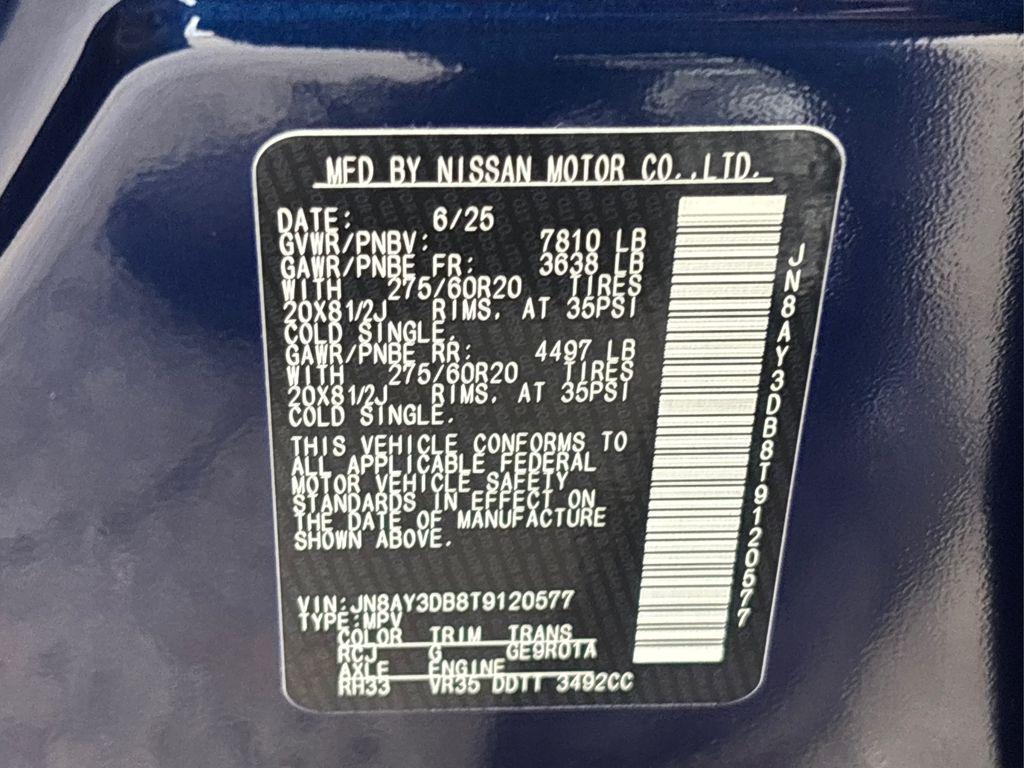 MFD BY NISSAN MOTOR CO.,LTD.
DATE: 6/25
GVWR/PNBV: 7810 LB
GAWR/PNBE FR: 3638 LB
WITH 275/60R20 TIRES
20X81/2J RIMS, AT 35PSI
COLD SINGLE.
GAWR/PNBE RR: 4497 LB
WITH 275/60R20 TIRES
20X81/2J RIMS, AT 35PSI
COLD SINGLE.
THIS VEHICLE CONFORMS TO
ALL APPLICABLE FEDERAL
MOTOR VEHICLE SAFETY
STANDARDS IN EFFECT ON
THE DATE OF MANUFACTURE
SHOWN ABOVE.
VIN:JN8AY3DB8T9120577
TYPE:MPV
COLOR TRIM TRANS
RCJ G GE9R01A
AXLE ENGINE
RH33 VR35 DDTT 3492CC
JN8AY3DB8T9120577